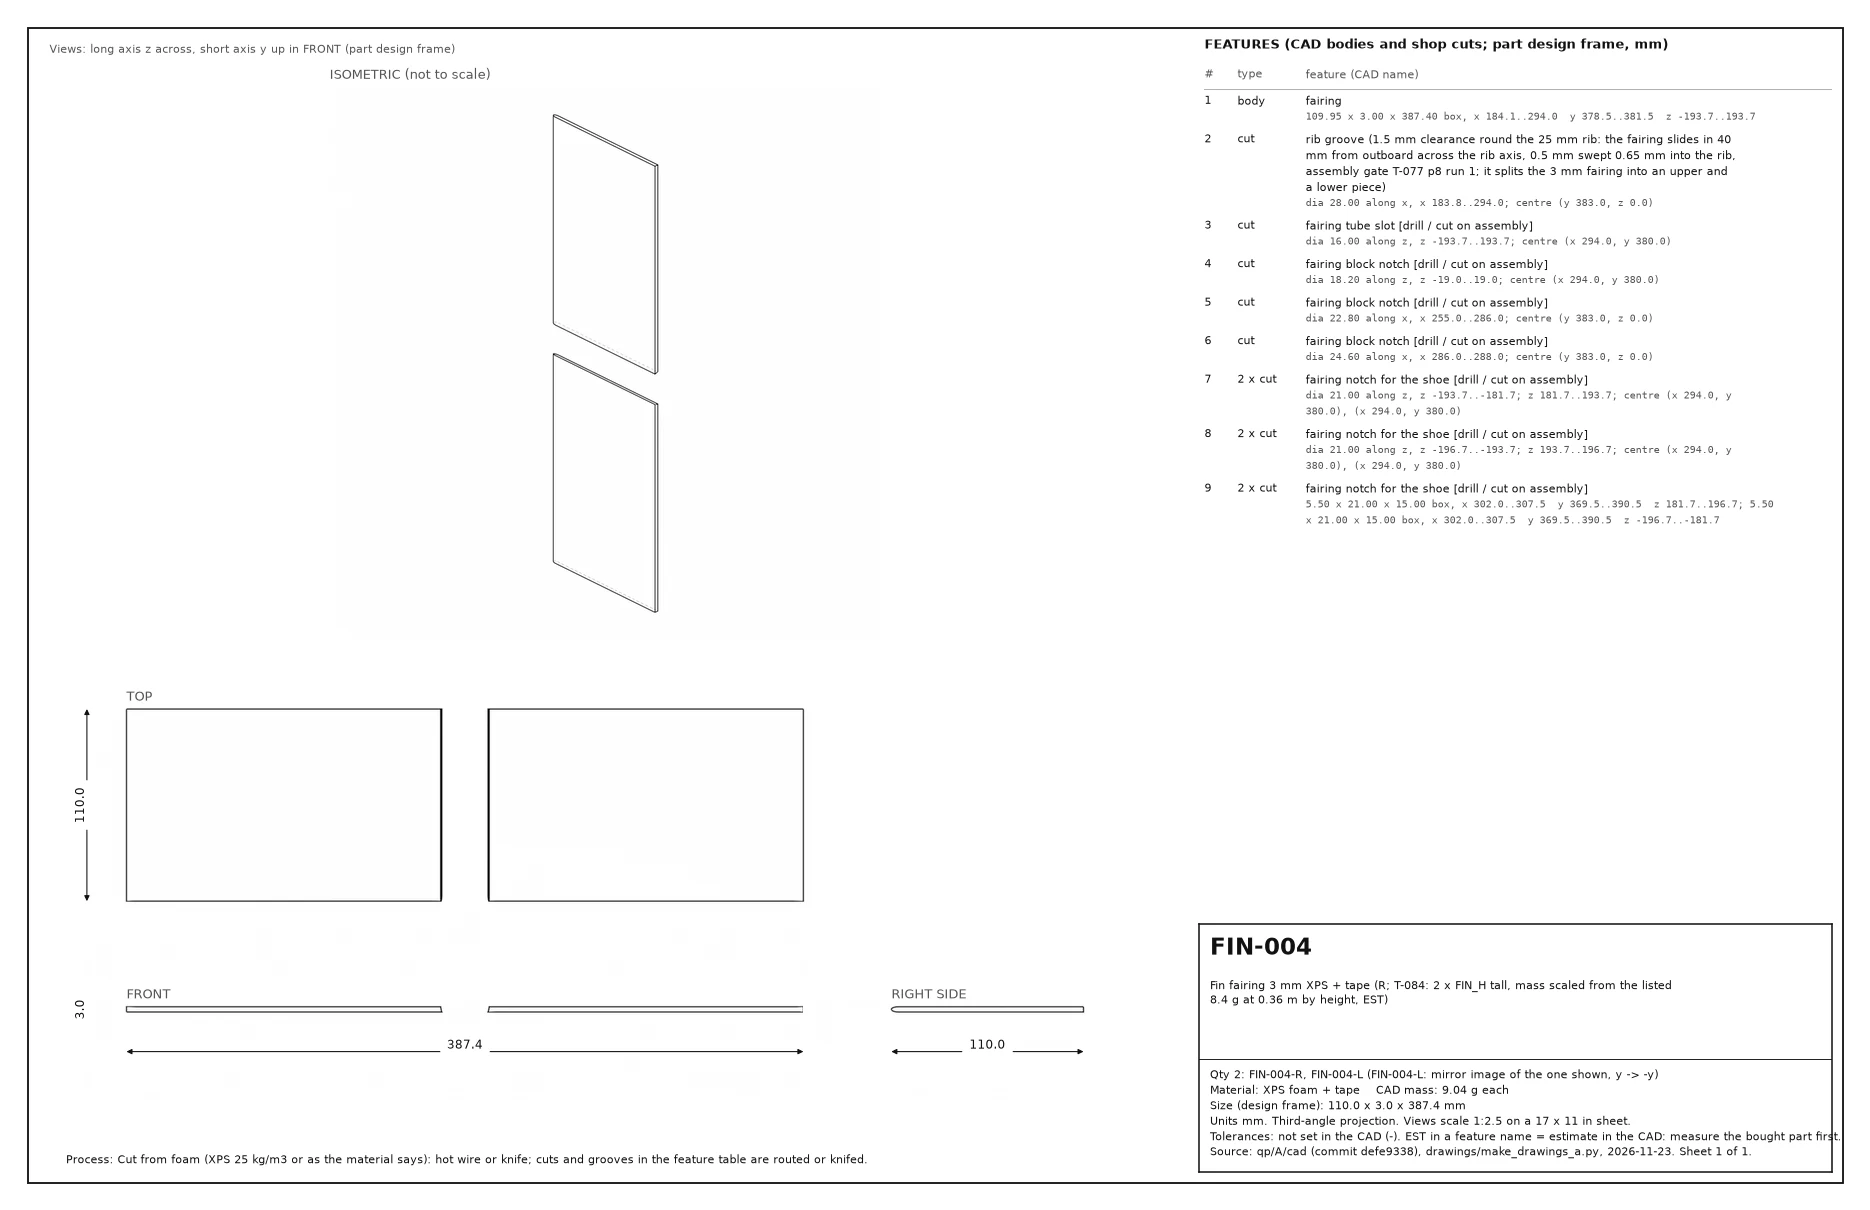 Views: long axis z across, short axis y up in FRONT (part design frame)
ISOMETRIC (not to scale)
FEATURES (CAD bodies and shop cuts; part design frame, mm)
# type feature (CAD name)
1 body fairing
109.95 x 3.00 x 387.40 box, x 184.1..294.0 y 378.5..381.5 z -193.7..193.7
2 cut rib groove (1.5 mm clearance round the 25 mm rib: the fairing slides in 40
mm from outboard across the rib axis, 0.5 mm swept 0.65 mm into the rib,
assembly gate T-077 p8 run 1; it splits the 3 mm fairing into an upper and
a lower piece)
dia 28.00 along x, x 183.8..294.0; centre (y 383.0, z 0.0)
3 cut fairing tube slot [drill / cut on assembly]
dia 16.00 along z, z -193.7..193.7; centre (x 294.0, y 380.0)
4 cut fairing block notch [drill / cut on assembly]
dia 18.20 along z, z -19.0..19.0; centre (x 294.0, y 380.0)
5 cut fairing block notch [drill / cut on assembly]
dia 22.80 along x, x 255.0..286.0; centre (y 383.0, z 0.0)
6 cut fairing block notch [drill / cut on assembly]
dia 24.60 along x, x 286.0..288.0; centre (y 383.0, z 0.0)
7 2 x cut fairing notch for the shoe [drill / cut on assembly]
dia 21.00 along z, z -193.7..-181.7; z 181.7..193.7; centre (x 294.0, y
380.0), (x 294.0, y 380.0)
8 2 x cut fairing notch for the shoe [drill / cut on assembly]
dia 21.00 along z, z -196.7..-193.7; z 193.7..196.7; centre (x 294.0, y
380.0), (x 294.0, y 380.0)
9 2 x cut fairing notch for the shoe [drill / cut on assembly]
5.50 x 21.00 x 15.00 box, x 302.0..307.5 y 369.5..390.5 z 181.7..196.7; 5.50
x 21.00 x 15.00 box, x 302.0..307.5 y 369.5..390.5 z -196.7..-181.7
TOP
110.0
FRONT
3.0
387.4
RIGHT SIDE
110.0
Process: Cut from foam (XPS 25 kg/m3 or as the material says): hot wire or knife; cuts and grooves in the feature table are routed or knifed.
FIN-004
Fin fairing 3 mm XPS + tape (R; T-084: 2 x FIN_H tall, mass scaled from the listed
8.4 g at 0.36 m by height, EST)
Qty 2: FIN-004-R, FIN-004-L (FIN-004-L: mirror image of the one shown, y -> -y)
Material: XPS foam + tape CAD mass: 9.04 g each
Size (design frame): 110.0 x 3.0 x 387.4 mm
Units mm. Third-angle projection. Views scale 1:2.5 on a 17 x 11 in sheet.
Tolerances: not set in the CAD (-). EST in a feature name = estimate in the CAD: measure the bought part first.
Source: qp/A/cad (commit defe9338), drawings/make_drawings_a.py, 2026-11-23. Sheet 1 of 1.